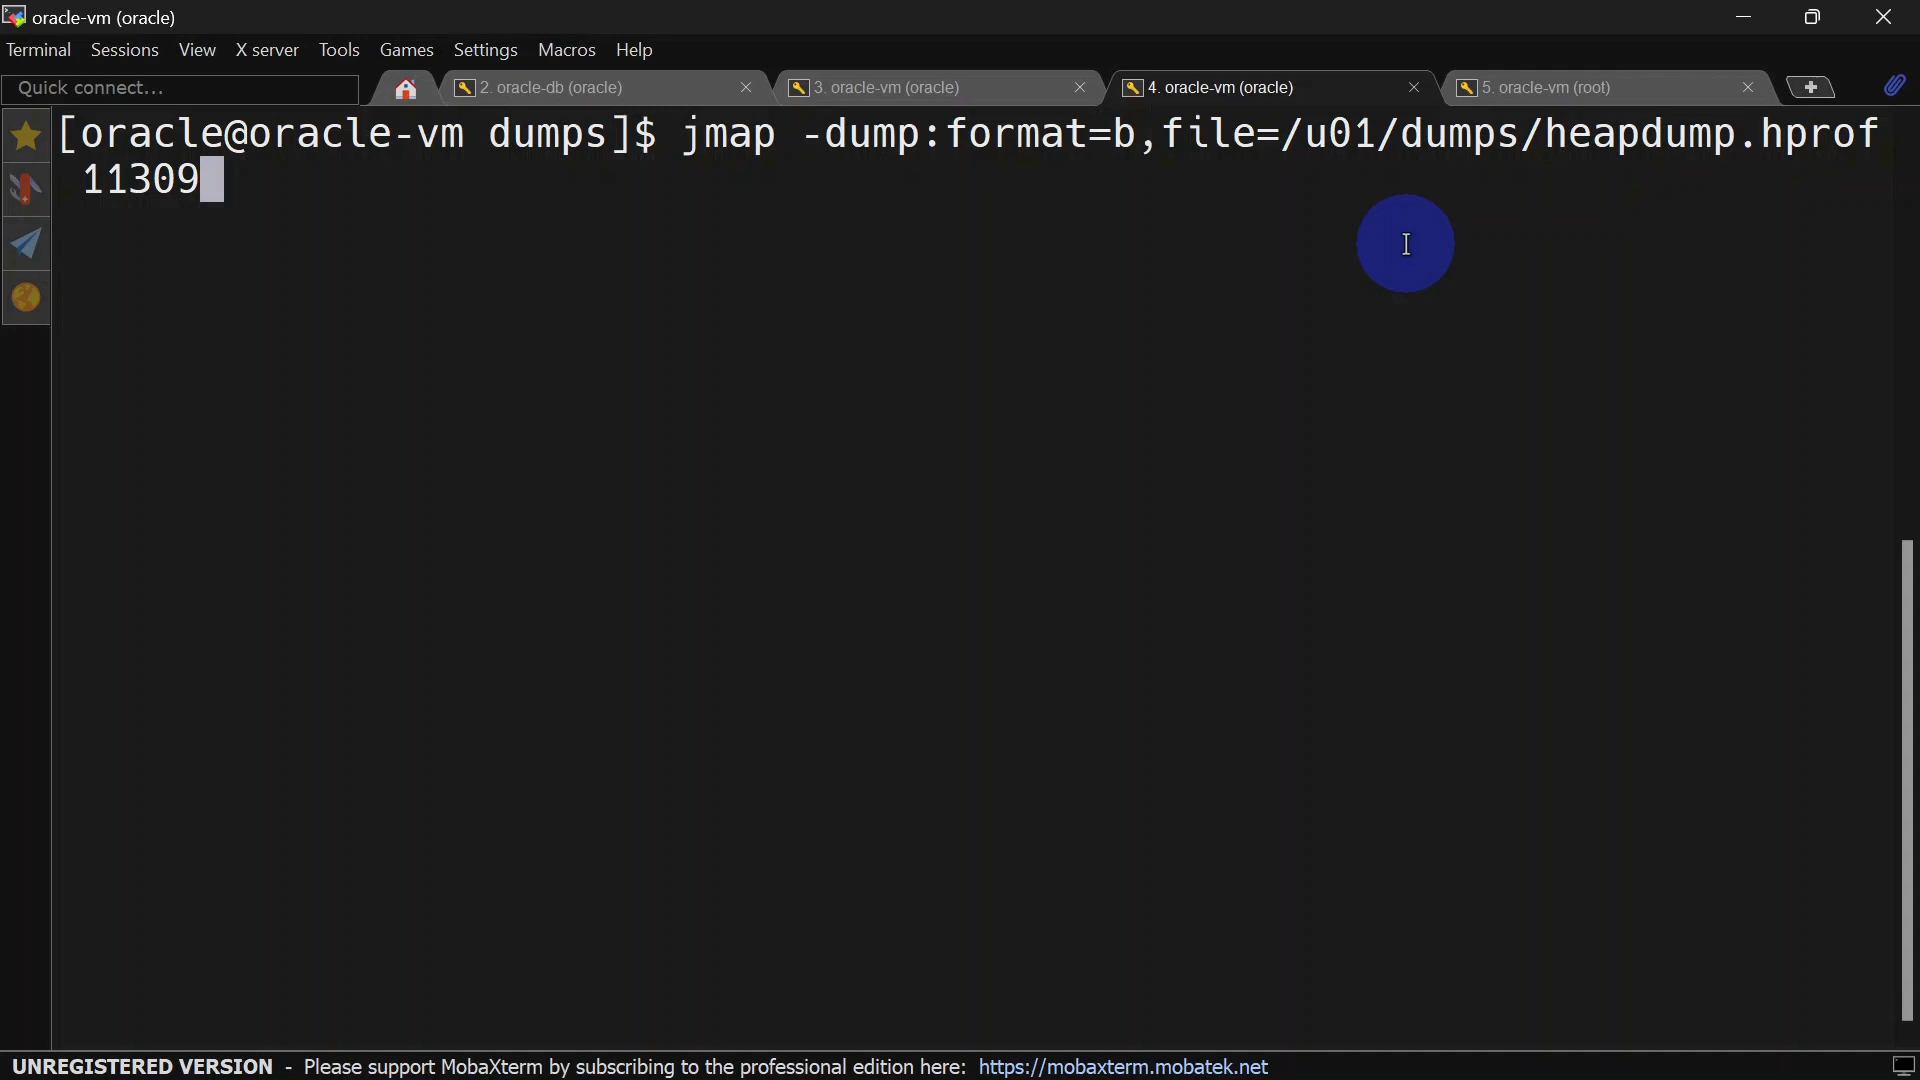 oracle-vm (oracle)
Terminal Sessions View X server Tools Games Settings Macros Help
Quick connect... 2. oracle-db (oracle) 3. oracle-vm (oracle) 4. oracle-vm (oracle) 5. oracle-vm (root)
[oracle@oracle-vm dumps]$ jmap -dump:format=b,file=/u01/dumps/heapdump.hprof
11309
UNREGISTERED VERSION - Please support MobaXterm by subscribing to the professional edition here: https://mobaxterm.mobatek.net